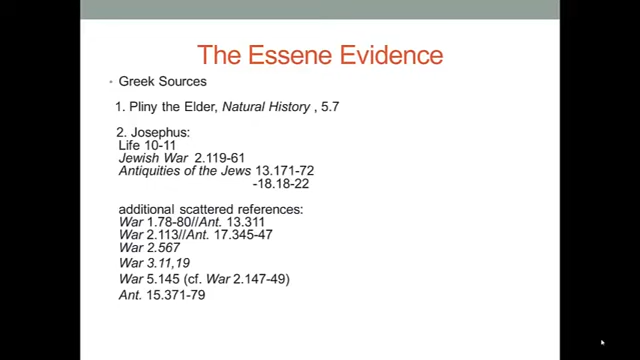 The Essene Evidence
• Greek Sources
1. Pliny the Elder, Natural History , 5.7
2. Josephus:
Life 10-11
Jewish War 2.119-61
Antiquities of the Jews 13.171-72
-18.18-22
additional scattered references:
War 1.78-80//Ant. 13.311
War 2.113//Ant. 17.345-47
War 2.567
War 3.11,19
War 5.145 (cf. War 2.147-49)
Ant. 15.371-79